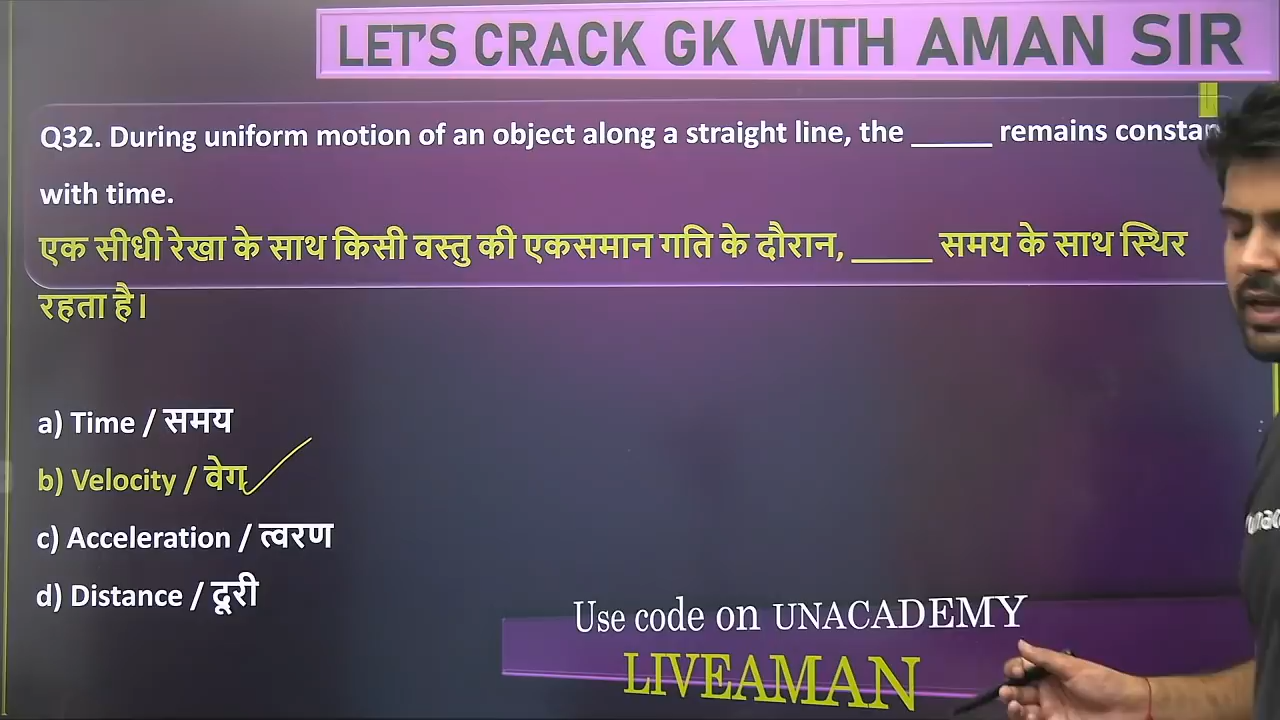 LET'S CRACK GK WITH AMAN SIR
Q32. During uniform motion of an object along a straight line, the _____ remains
with time.
एक सीधी रेखा के साथ किसी वस्तु की एकसमान गति के दौरान, _____ समय के साथ स्थिर
रहता है।
a) Time / समय
b) Velocity / वेग
c) Acceleration / त्वरण
d) Distance / दूरी
Use code on UNACADEMY
LIVEAMAN